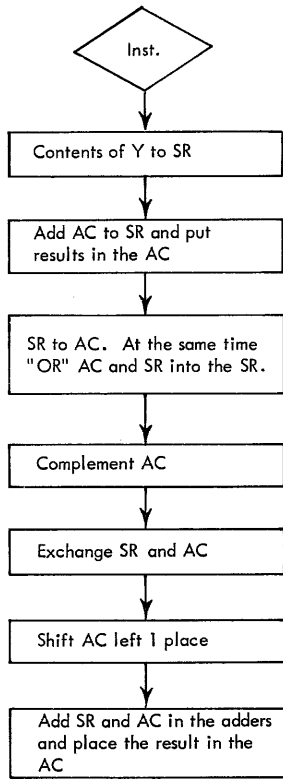 Inst.
Contents of Y to SR
Add AC to SR and put
results in the AC
SR to AC. At the same time
"OR" AC and SR into the SR.
Complement AC
Exchange SR and AC
Shift AC left 1 place
Add SR and AC in the adders
and place the result in the
AC